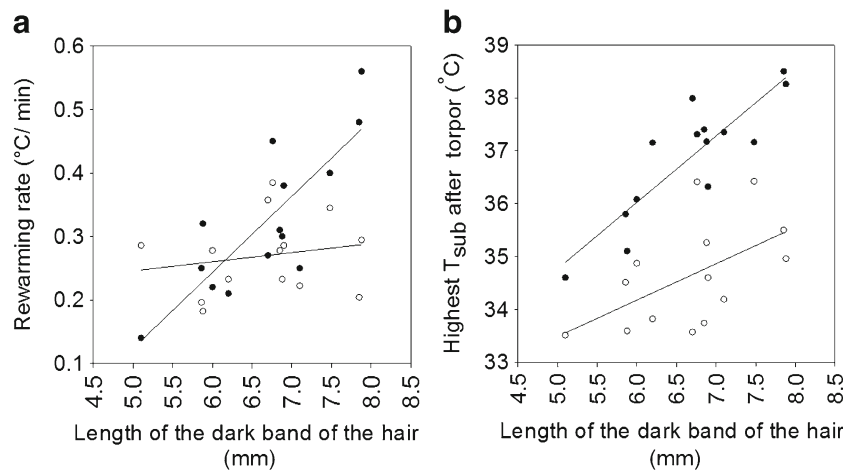 a
Rewarming rate (°C/ min)
0.6
0.5
0.4
0.3
0.2
0.1
4.5 5.0 5.5 6.0 6.5 7.0 7.5 8.0 8.5
Length of the dark band of the hair
(mm)
b
Highest Tsub after torpor (°C)
39
38
37
36
35
34
33
4.5 5.0 5.5 6.0 6.5 7.0 7.5 8.0 8.5
Length of the dark band of the hair
(mm)